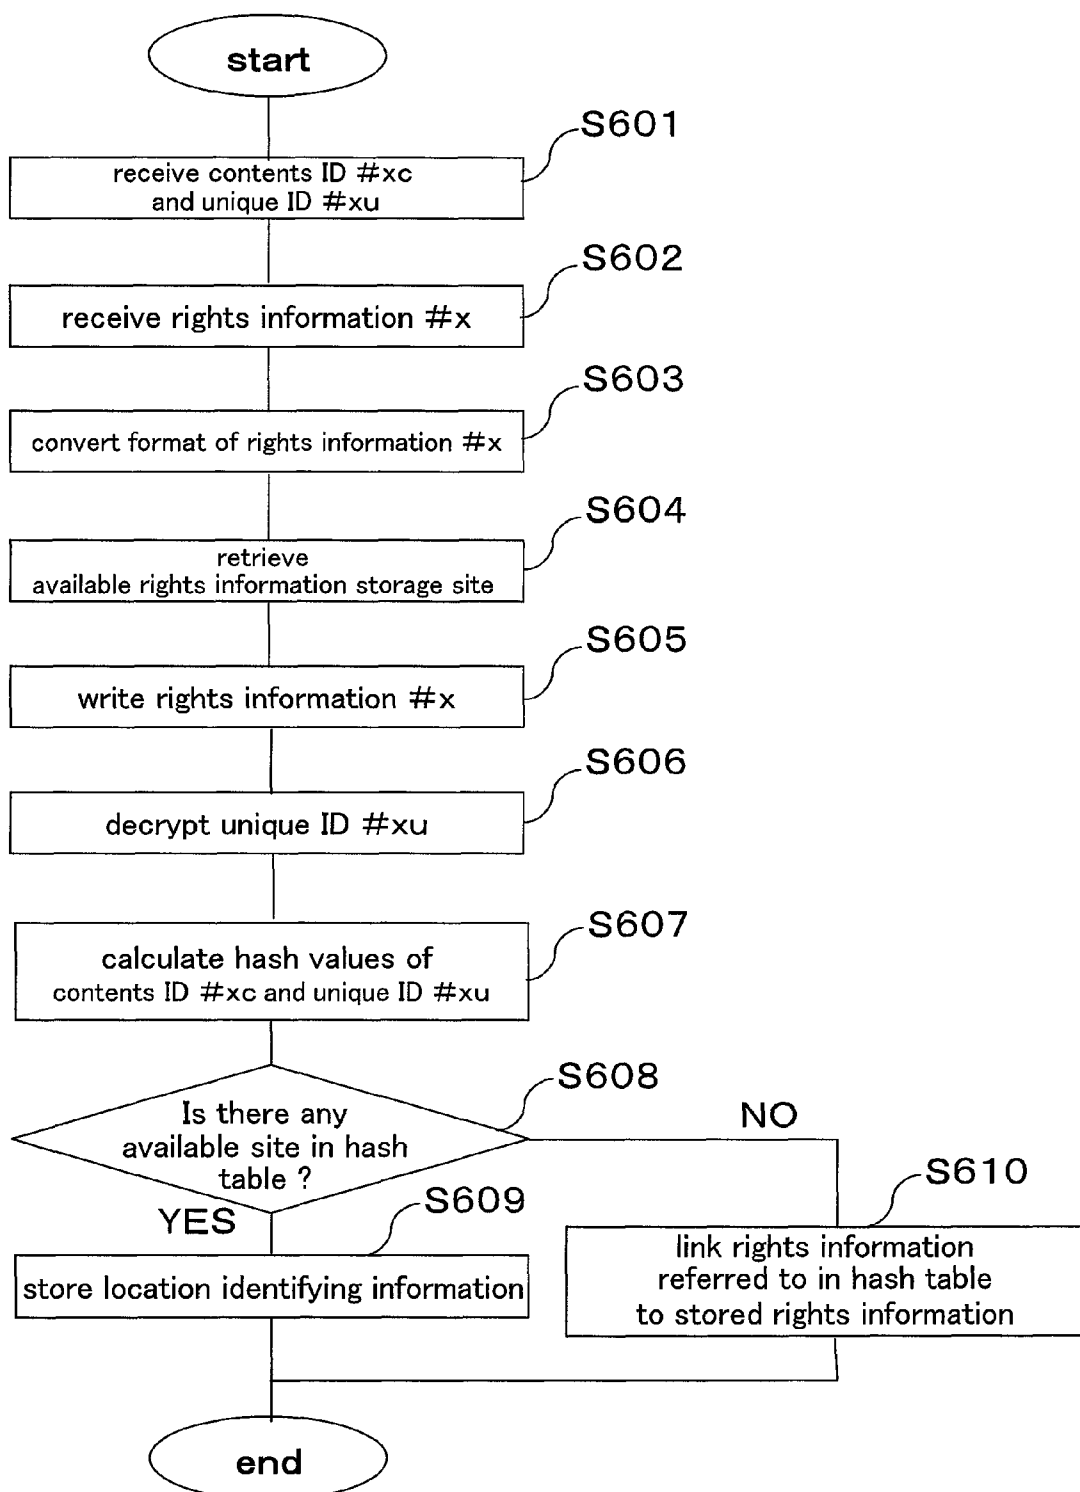 start
S601
receive contents ID #xc
and unique ID #xu
S602
receive rights information #x
S603
convert format of rights information #x
S604
retrieve
available rights information storage site
S605
write rights information #x
S606
decrypt unique ID #xu
S607
calculate hash values of
contents ID #xc and unique ID #xu
S608
Is there any
available site in hash
table ?
NO
YES
S609
store location identifying information
S610
link rights information
referred to in hash table
to stored rights information
end